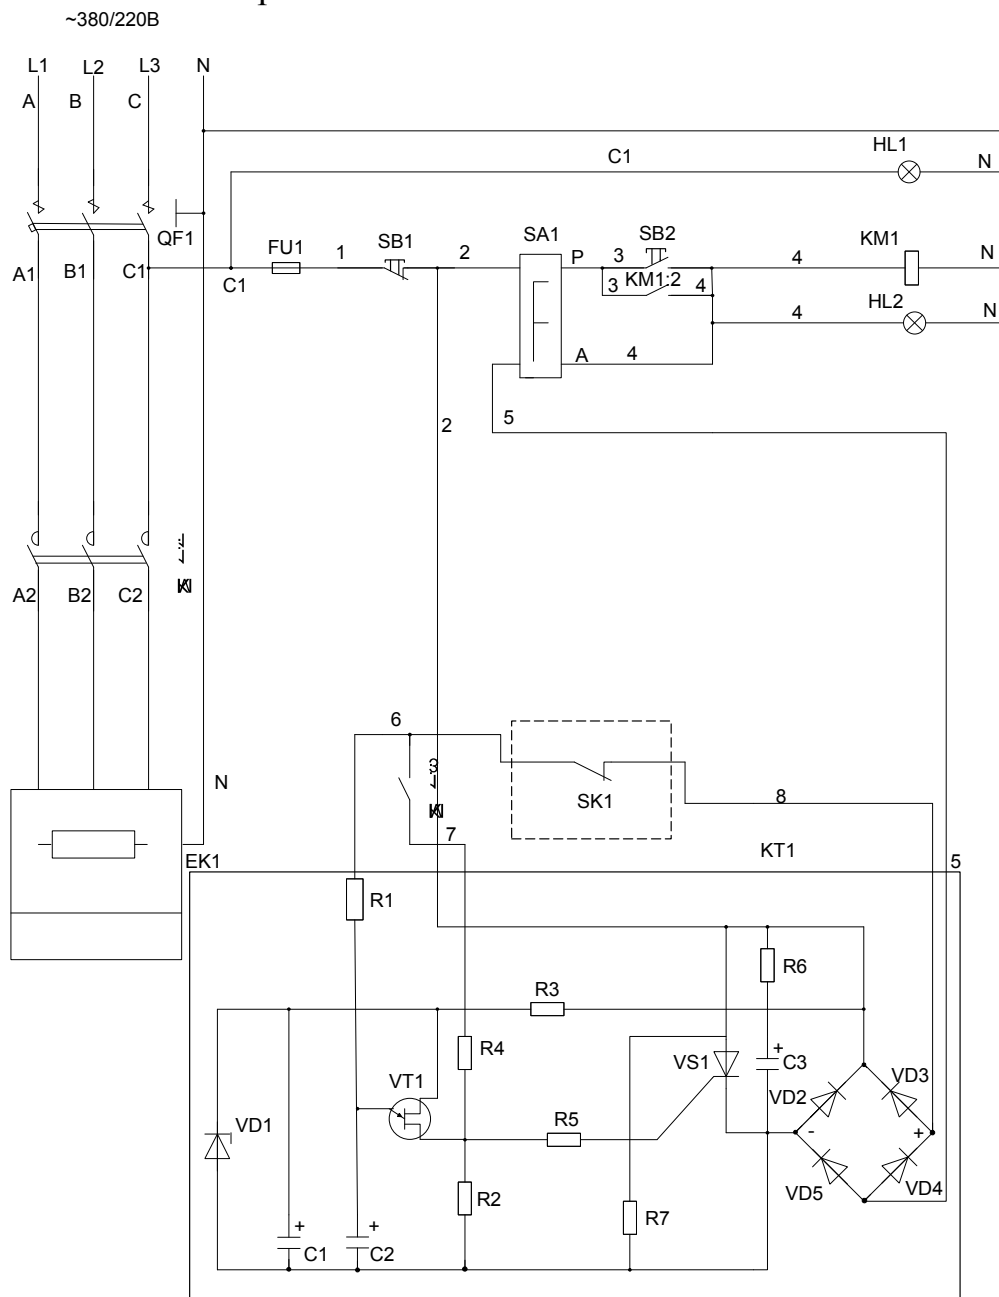 ~380/220В
L1 L2 L3 N
A B C
C1 HL1 N
QF1
FU1 1 SB1 2 SA1 P 3 SB2 4 KM1 N
A1 B1 C1 C1 3 KM1:2 4
HL2 4 N
A 4
5
2
A2 B2 C2
6
N
SK1 8
7
EK1 KT1 5
R1
R6
R3
R4 VS1 + C3 VD3
VT1 VD2
VD1 R5 - +
R2 VD5 VD4
R7
+ C1 + C2